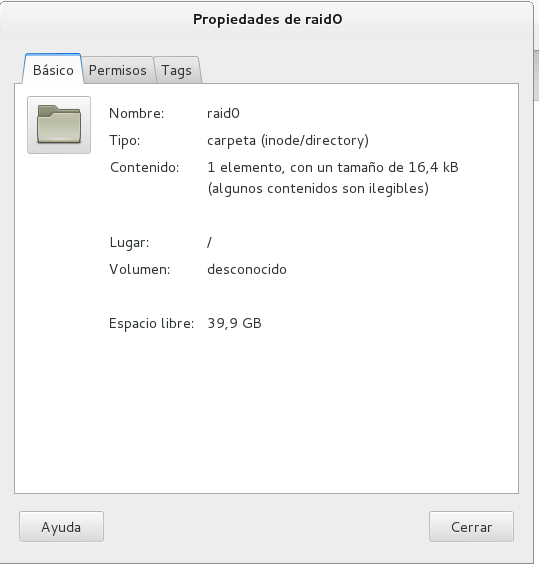 Propiedades de raid0
Básico Permisos Tags
Nombre: raid0
Tipo: carpeta (inode/directory)
Contenido: 1 elemento, con un tamaño de 16,4 kB
(algunos contenidos son ilegibles)
Lugar: /
Volumen: desconocido
Espacio libre: 39,9 GB
Ayuda Cerrar